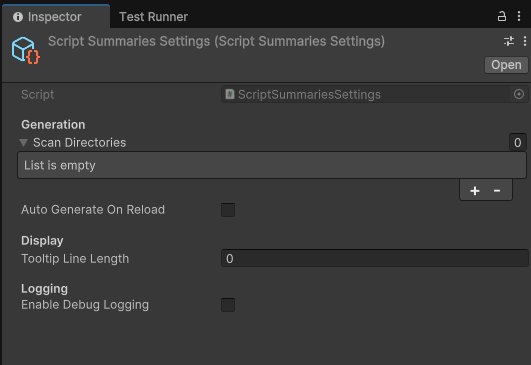 Inspector Test Runner
Script Summaries Settings (Script Summaries Settings)
Open
Script ScriptSummariesSettings
Generation
Scan Directories 0
List is empty
+ -
Auto Generate On Reload
Display
Tooltip Line Length 0
Logging
Enable Debug Logging